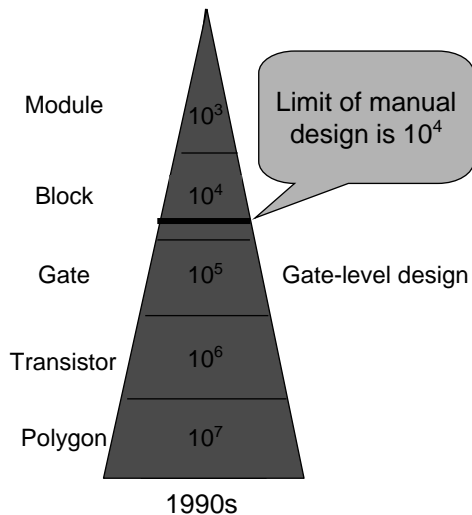 Module
10³
Limit of manual
design is 10⁴
Block
10⁴
Gate
10⁵
Gate-level design
Transistor
10⁶
Polygon
10⁷
1990s